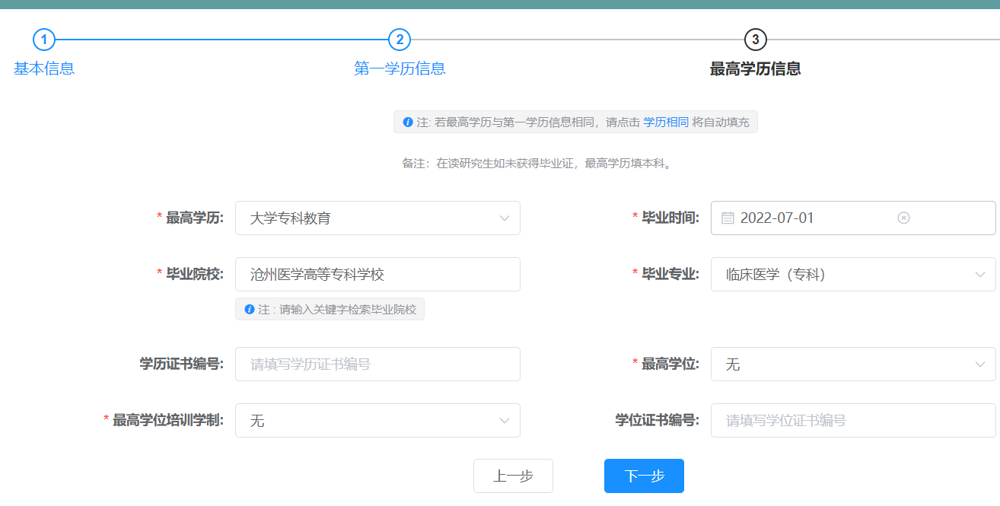 1 2 3
基本信息 第一学历信息 最高学历信息
注: 若最高学历与第一学历信息相同，请点击 学历相同 将自动填充
备注：在读研究生如未获得毕业证，最高学历填本科。
* 最高学历: 大学专科教育 * 毕业时间: 2022-07-01
* 毕业院校: 沧州医学高等专科学校 * 毕业专业: 临床医学（专科）
注 : 请输入关键字检索毕业院校
学历证书编号: 请填写学历证书编号 * 最高学位: 无
* 最高学位培训学制: 无 学位证书编号: 请填写学位证书编号
上一步 下一步